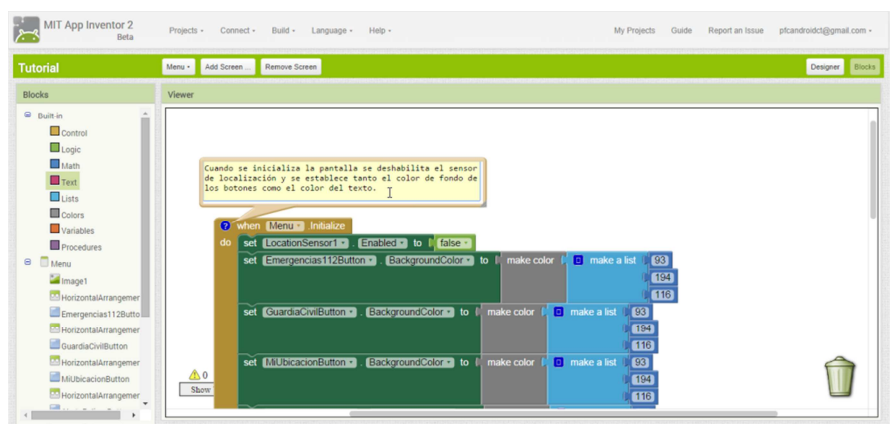 MIT App Inventor 2
Beta
Projects Connect Build Language Help My Projects Guide Report an Issue pfcandroidct@gmail.com
Tutorial Menu Add Screen ... Remove Screen Designer Blocks
Blocks
Viewer
Built-in
Control
Logic
Math
Text
Lists
Colors
Variables
Procedures
Menu
Image1
HorizontalArrangemer
Emergencias112Butto
HorizontalArrangemer
GuardiaCivilButton
HorizontalArrangemer
MiUbicacionButton
HorizontalArrangemer
Cuando se inicializa la pantalla se deshabilita el sensor
de localización y se establece tanto el color de fondo de
los botones como el color del texto.
? when Menu .Initialize
do set LocationSensor1 . Enabled to false
set Emergencias112Button . BackgroundColor to make color make a list 93
194
116
set GuardiaCivilButton . BackgroundColor to make color make a list 93
194
116
set MiUbicacionButton . BackgroundColor to make color make a list 93
194
116
0
Show